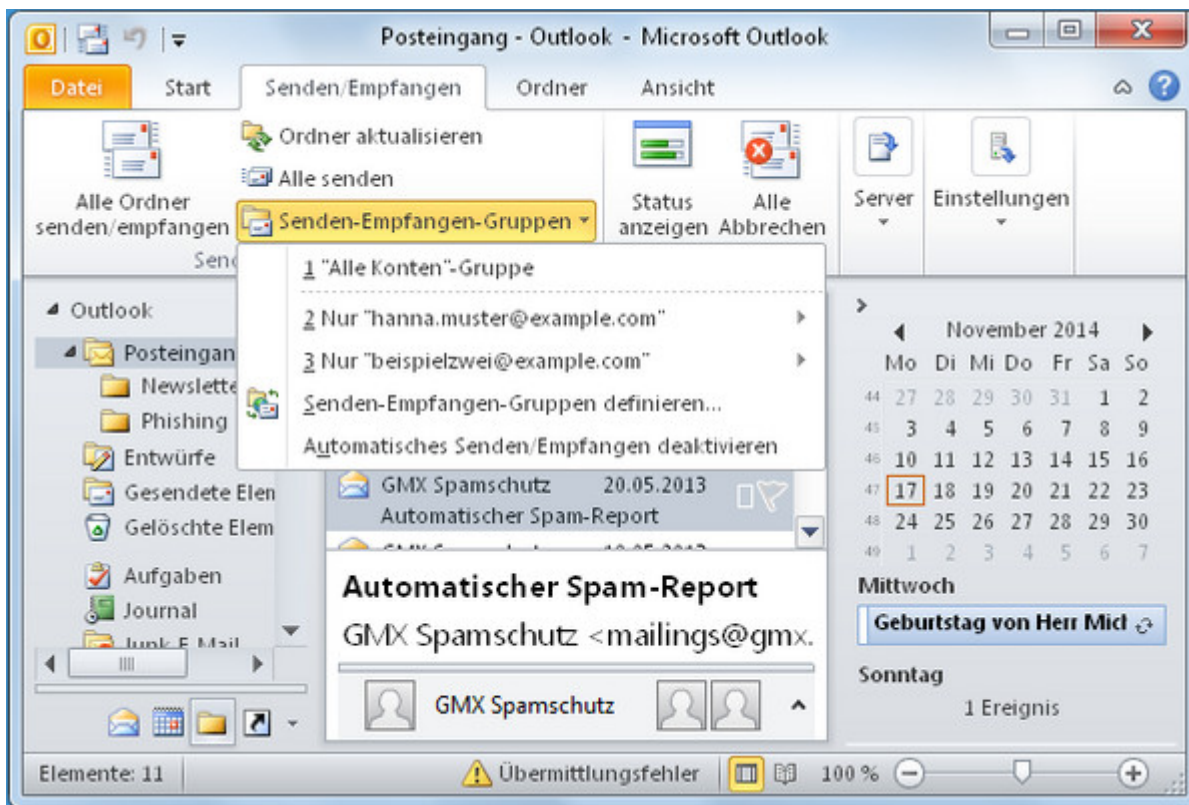 Posteingang - Outlook - Microsoft Outlook
Datei Start Senden/Empfangen Ordner Ansicht
Alle Ordner
senden/empfangen
Ordner aktualisieren
Alle senden
Senden-Empfangen-Gruppen
Status
anzeigen
Alle
Abbrechen
Server
Einstellungen
Send
1 "Alle Konten"-Gruppe
2 Nur "hanna.muster@example.com"
3 Nur "beispielzwei@example.com"
Senden-Empfangen-Gruppen definieren...
Automatisches Senden/Empfangen deaktivieren
Outlook
Posteingan
Newslette
Phishing
Entwürfe
Gesendete Elen
Gelöschte Elem
Aufgaben
Journal
Junk-E-Mail
GMX Spamschutz 20.05.2013
Automatischer Spam-Report
Automatischer Spam-Report
GMX Spamschutz <mailings@gmx.
GMX Spamschutz
November 2014
Mo Di Mi Do Fr Sa So
44 27 28 29 30 31 1 2
45 3 4 5 6 7 8 9
46 10 11 12 13 14 15 16
47 17 18 19 20 21 22 23
48 24 25 26 27 28 29 30
49 1 2 3 4 5 6 7
Mittwoch
Geburtstag von Herr Micl
Sonntag
1 Ereignis
Elemente: 11
Übermittlungsfehler
100 %